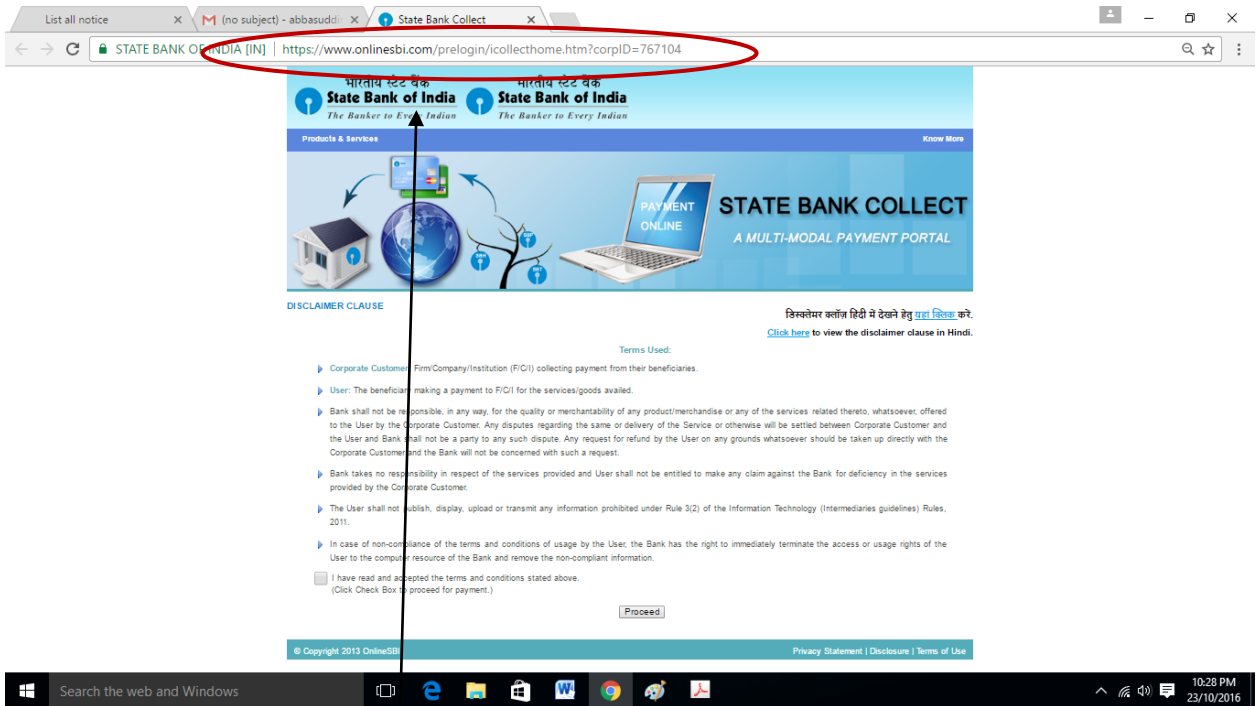 List all notice
(no subject) - abbasuddi
State Bank Collect
STATE BANK OF INDIA [IN] | https://www.onlinesbi.com/prelogin/icollecthome.htm?corpID=767104
भारतीय स्टेट बैंक भारतीय स्टेट बैंक
State Bank of India State Bank of India
The Banker to Every Indian The Banker to Every Indian
Products & Services Know More
PAYMENT
ONLINE
STATE BANK COLLECT
A MULTI-MODAL PAYMENT PORTAL
SBH
SBT
DISCLAIMER CLAUSE
डिस्क्लेमर क्लॉज़ हिंदी में देखने हेतु यहां क्लिक करें.
Click here to view the disclaimer clause in Hindi.
Terms Used:
Corporate Customer: Firm/Company/Institution (F/C/I) collecting payment from their beneficiaries.
User: The beneficiary making a payment to F/C/I for the services/goods availed.
Bank shall not be responsible, in any way, for the quality or merchantability of any product/merchandise or any of the services related thereto, whatsoever, offered
to the User by the Corporate Customer. Any disputes regarding the same or delivery of the Service or otherwise will be settled between Corporate Customer and
the User and Bank shall not be a party to any such dispute. Any request for refund by the User on any grounds whatsoever should be taken up directly with the
Corporate Customer and the Bank will not be concerned with such a request.
Bank takes no responsibility in respect of the services provided and User shall not be entitled to make any claim against the Bank for deficiency in the services
provided by the Corporate Customer.
The User shall not publish, display, upload or transmit any information prohibited under Rule 3(2) of the Information Technology (Intermediaries guidelines) Rules,
2011.
In case of non-compliance of the terms and conditions of usage by the User, the Bank has the right to immediately terminate the access or usage rights of the
User to the computer resource of the Bank and remove the non-compliant information.
I have read and accepted the terms and conditions stated above.
(Click Check Box to proceed for payment.)
Proceed
© Copyright 2013 OnlineSBI Privacy Statement | Disclosure | Terms of Use
Search the web and Windows
10:28 PM
23/10/2016